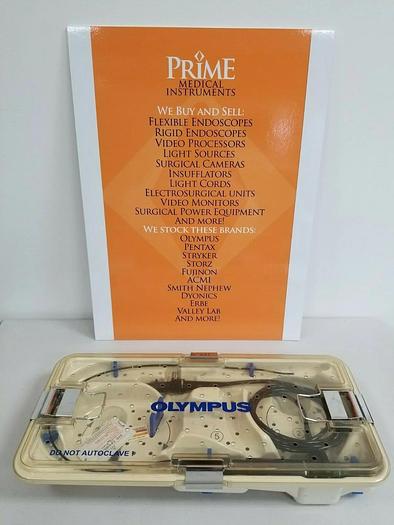 PRiME
MEDICAL
INSTRUMENTS
WE BUY AND SELL:
FLEXIBLE ENDOSCOPES
RIGID ENDOSCOPES
VIDEO PROCESSORS
LIGHT SOURCES
SURGICAL CAMERAS
INSUFFLATORS
LIGHT CORDS
ELECTROSURGICAL UNITS
VIDEO MONITORS
SURGICAL POWER EQUIPMENT
AND MORE!
WE STOCK THESE BRANDS:
OLYMPUS
PENTAX
STRYKER
STORZ
FUJINON
ACMI
SMITH NEPHEW
DYONICS
ERBE
VALLEY LAB
AND MORE!
OLYMPUS
5
DO NOT AUTOCLAVE